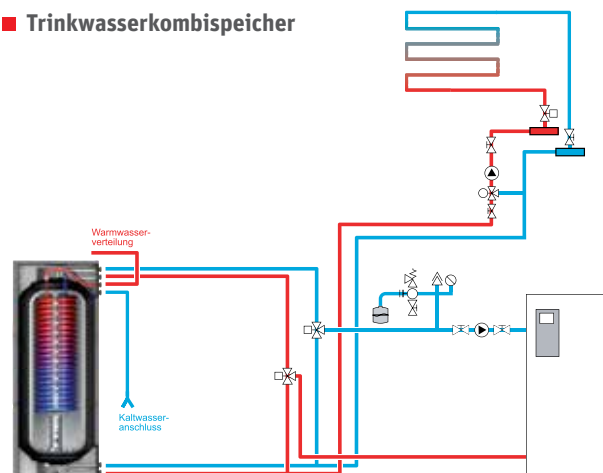 Trinkwasserkombispeicher
Warmwasser-
verteilung
Kaltwasser-
anschluss